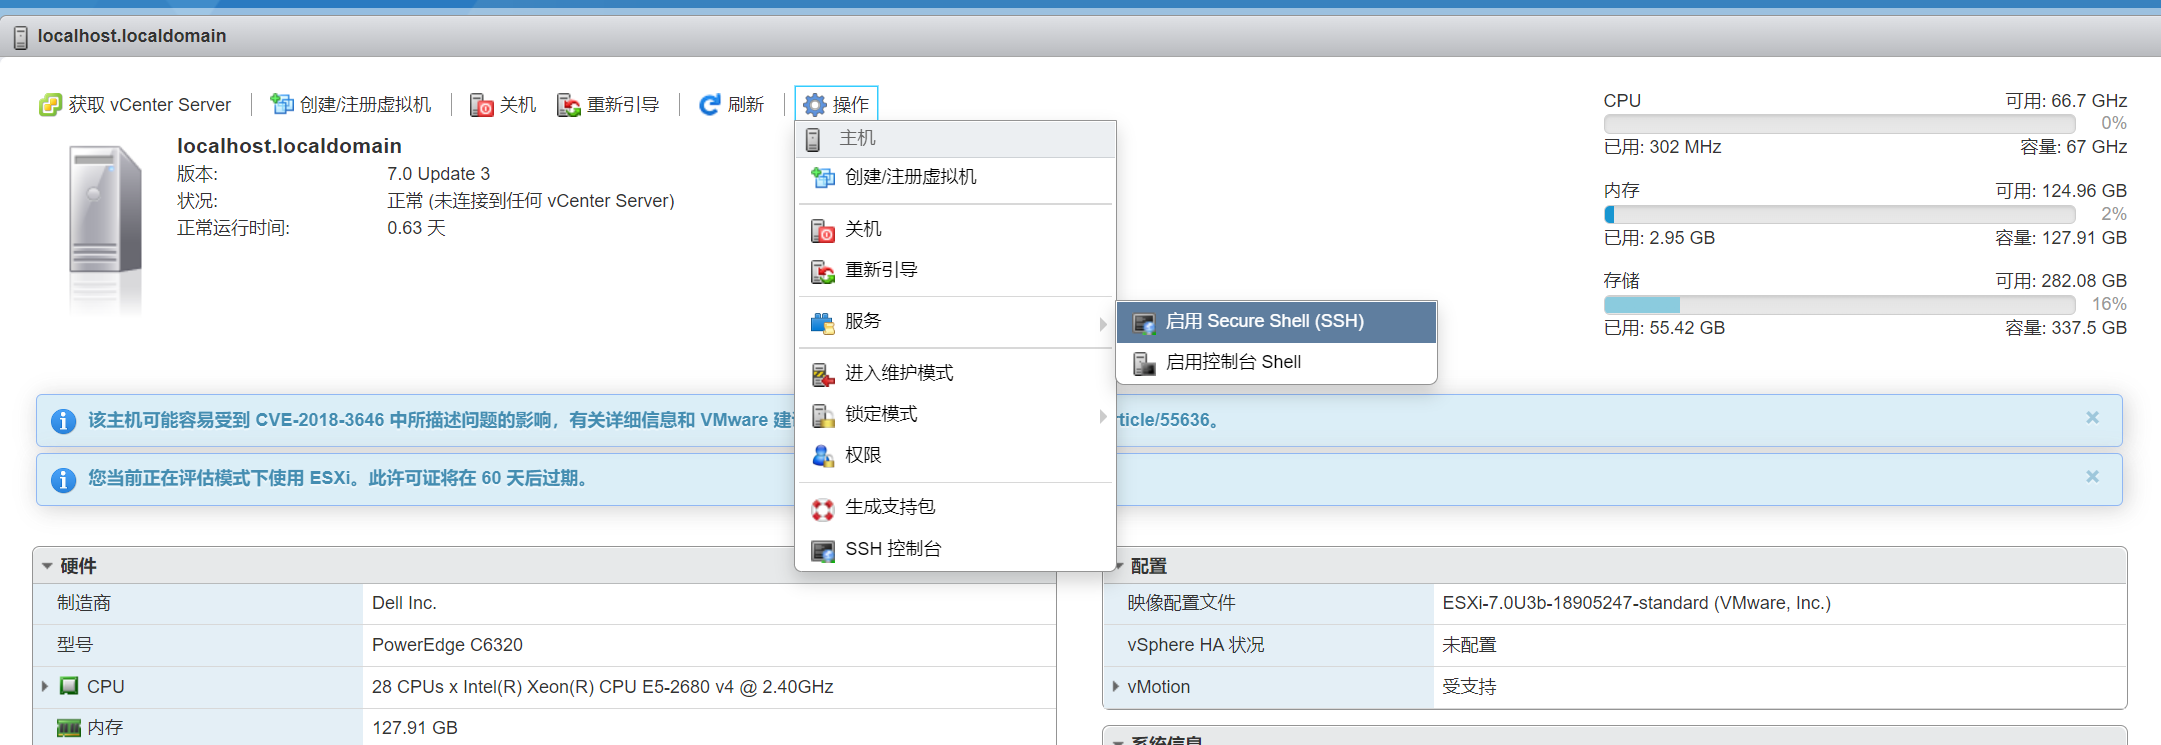 localhost.localdomain
获取 vCenter Server
创建/注册虚拟机
关机
重新引导
刷新
操作
localhost.localdomain
版本: 7.0 Update 3
状况: 正常 (未连接到任何 vCenter Server)
正常运行时间: 0.63 天
主机
创建/注册虚拟机
关机
重新引导
服务
进入维护模式
锁定模式
权限
生成支持包
SSH 控制台
启用 Secure Shell (SSH)
启用控制台 Shell
CPU 可用: 66.7 GHz
0%
已用: 302 MHz 容量: 67 GHz
内存 可用: 124.96 GB
2%
已用: 2.95 GB 容量: 127.91 GB
存储 可用: 282.08 GB
16%
已用: 55.42 GB 容量: 337.5 GB
该主机可能容易受到 CVE-2018-3646 中所描述问题的影响，有关详细信息和 VMware 建 rticle/55636。
您当前正在评估模式下使用 ESXi。此许可证将在 60 天后过期。
硬件
制造商 Dell Inc.
型号 PowerEdge C6320
CPU 28 CPUs x Intel(R) Xeon(R) CPU E5-2680 v4 @ 2.40GHz
内存 127.91 GB
配置
映像配置文件 ESXi-7.0U3b-18905247-standard (VMware, Inc.)
vSphere HA 状况 未配置
vMotion 受支持
系统信息